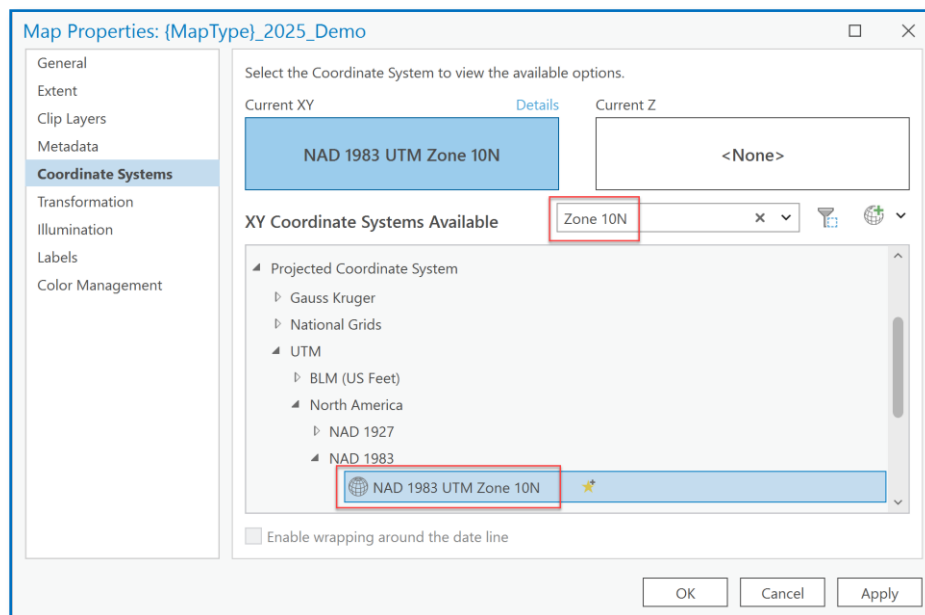 Map Properties: {MapType}_2025_Demo
General
Extent
Clip Layers
Metadata
Coordinate Systems
Transformation
Illumination
Labels
Color Management
Select the Coordinate System to view the available options.
Current XY Details Current Z
NAD 1983 UTM Zone 10N <None>
XY Coordinate Systems Available Zone 10N
Projected Coordinate System
Gauss Kruger
National Grids
UTM
BLM (US Feet)
North America
NAD 1927
NAD 1983
NAD 1983 UTM Zone 10N
Enable wrapping around the date line
OK Cancel Apply